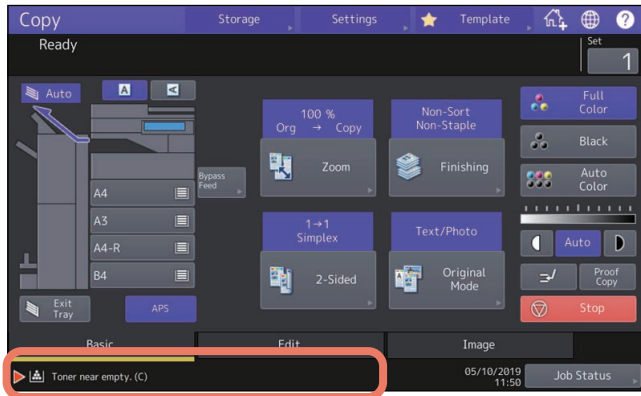 Copy
Storage
Settings
Template
?
Ready
Set
1
Auto
A
A
100 %
Org → Copy
Zoom
Non-Sort
Non-Staple
Finishing
Full
Color
Black
Auto
Color
Bypass
Feed
A4
A3
A4-R
B4
1→1
Simplex
2-Sided
Text/Photo
Original
Mode
Auto
Proof
Copy
Exit
Tray
APS
Stop
Basic
Edit
Image
Toner near empty. (C)
05/10/2019
11:50
Job Status